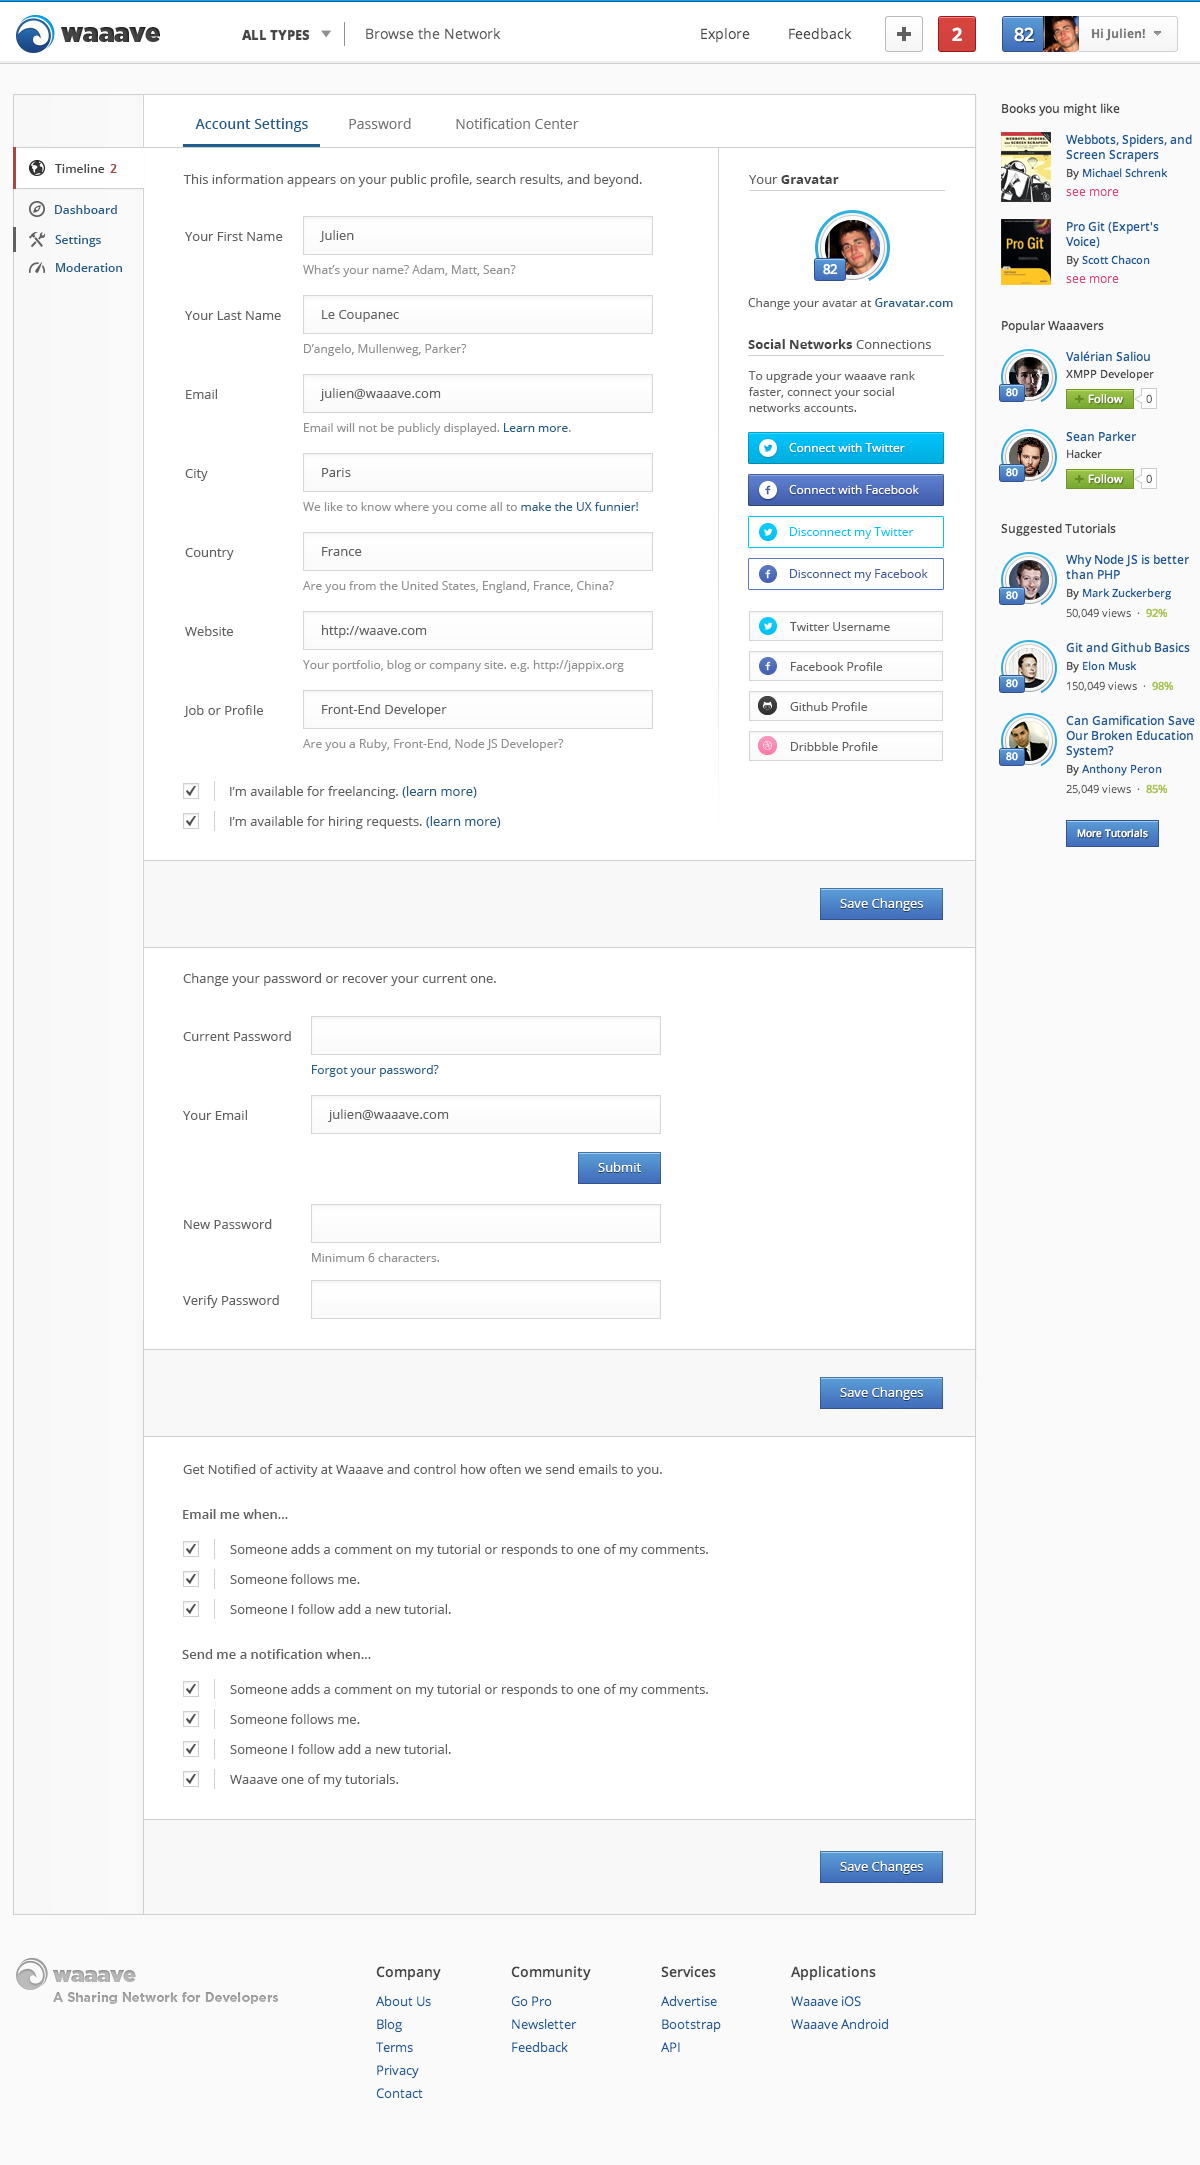 waaave
ALL TYPES
Browse the Network
Explore
Feedback
2
82
Hi Julien!
Timeline 2
Dashboard
Settings
Moderation
Account Settings
Password
Notification Center
This information appears on your public profile, search results, and beyond.
Your First Name
Julien
What's your name? Adam, Matt, Sean?
Your Last Name
Le Coupanec
D'angelo, Mullenweg, Parker?
Email
julien@waaave.com
Email will not be publicly displayed. Learn more.
City
Paris
We like to know where you come all to make the UX funnier!
Country
France
Are you from the United States, England, France, China?
Website
http://waave.com
Your portfolio, blog or company site. e.g. http://jappix.org
Job or Profile
Front-End Developer
Are you a Ruby, Front-End, Node JS Developer?
I'm available for freelancing. (learn more)
I'm available for hiring requests. (learn more)
Your Gravatar
82
Change your avatar at Gravatar.com
Social Networks Connections
To upgrade your waaave rank
faster, connect your social
networks accounts.
Connect with Twitter
Connect with Facebook
Disconnect my Twitter
Disconnect my Facebook
Twitter Username
Facebook Profile
Github Profile
Dribbble Profile
Save Changes
Change your password or recover your current one.
Current Password
Forgot your password?
Your Email
julien@waaave.com
Submit
New Password
Minimum 6 characters.
Verify Password
Save Changes
Get Notified of activity at Waaave and control how often we send emails to you.
Email me when...
Someone adds a comment on my tutorial or responds to one of my comments.
Someone follows me.
Someone I follow add a new tutorial.
Send me a notification when...
Someone adds a comment on my tutorial or responds to one of my comments.
Someone follows me.
Someone I follow add a new tutorial.
Waaave one of my tutorials.
Save Changes
Books you might like
WEBBOTS, SPIDERS,
AND SCREEN SCRAPERS
Webbots, Spiders, and
Screen Scrapers
By Michael Schrenk
see more
Pro Git
Pro Git (Expert's
Voice)
By Scott Chacon
see more
Popular Waaavers
80
Valérian Saliou
XMPP Developer
Follow
0
80
Sean Parker
Hacker
Follow
0
Suggested Tutorials
80
Why Node JS is better
than PHP
By Mark Zuckerberg
50,049 views · 92%
80
Git and Github Basics
By Elon Musk
150,049 views · 98%
80
Can Gamification Save
Our Broken Education
System?
By Anthony Peron
25,049 views · 85%
More Tutorials
waaave
A Sharing Network for Developers
Company
About Us
Blog
Terms
Privacy
Contact
Community
Go Pro
Newsletter
Feedback
Services
Advertise
Bootstrap
API
Applications
Waaave iOS
Waaave Android